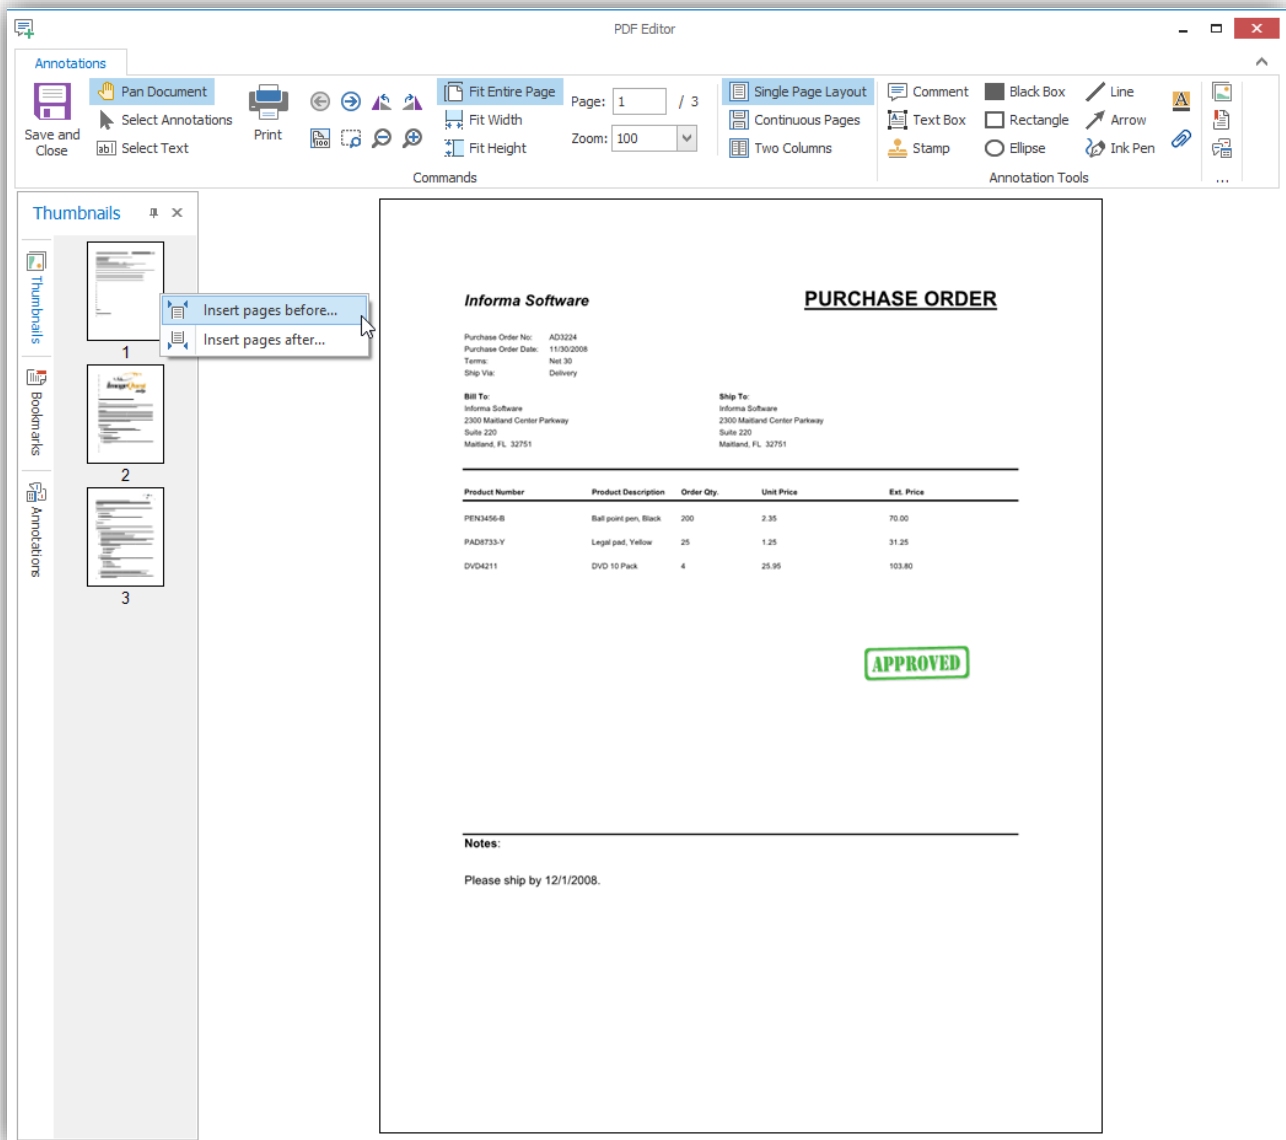 PDF Editor
Annotations
Save and Close
Pan Document
Select Annotations
Select Text
Print
Fit Entire Page
Fit Width
Fit Height
Page: 1 / 3
Zoom: 100
Commands
Single Page Layout
Continuous Pages
Two Columns
Comment
Text Box
Stamp
Black Box
Rectangle
Ellipse
Line
Arrow
Ink Pen
Annotation Tools
...
Thumbnails
Thumbnails
Bookmarks
Annotations
1
2
3
Insert pages before...
Insert pages after...
Informa Software
PURCHASE ORDER
Purchase Order No: AD3224
Purchase Order Date: 11/30/2008
Terms: Net 30
Ship Via: Delivery
Bill To:
Informa Software
2300 Maitland Center Parkway
Suite 220
Maitland, FL 32751
Ship To:
Informa Software
2300 Maitland Center Parkway
Suite 220
Maitland, FL 32751
Product Number Product Description Order Qty. Unit Price Ext. Price
PEN3456-B Ball point pen, Black 200 2.35 70.00
PAD8733-Y Legal pad, Yellow 25 1.25 31.25
DVD4211 DVD 10 Pack 4 25.95 103.80
APPROVED
Notes:
Please ship by 12/1/2008.